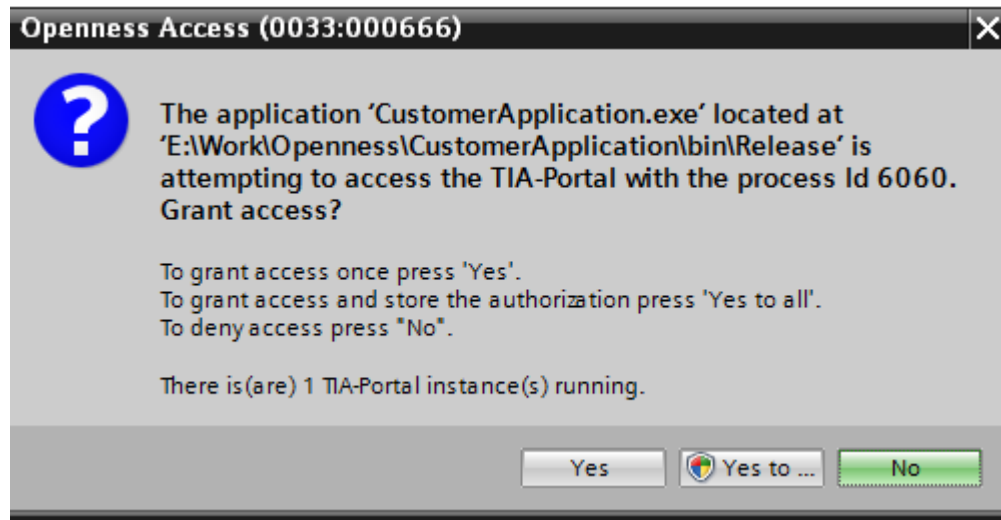 Openness Access (0033:000666)
The application ‘CustomerApplication.exe’ located at
‘E:\Work\Openness\CustomerApplication\bin\Release’ is
attempting to access the TIA-Portal with the process Id 6060.
Grant access?
To grant access once press 'Yes'.
To grant access and store the authorization press 'Yes to all'.
To deny access press "No".
There is(are) 1 TIA-Portal instance(s) running.
Yes
Yes to ...
No